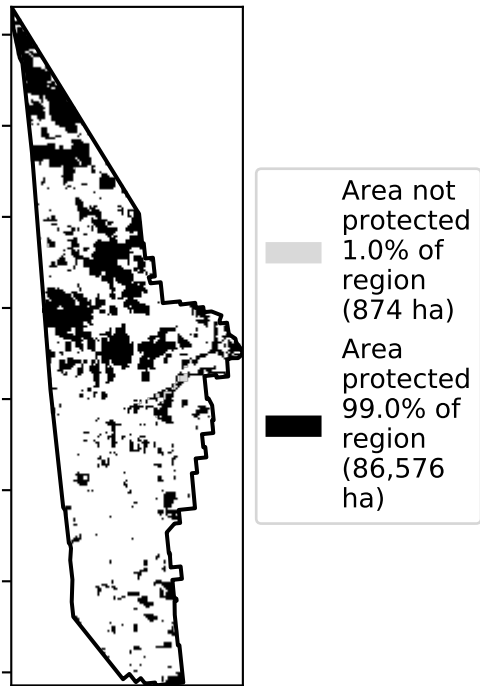 Area not
protected
1.0% of
region
(874 ha)
Area
protected
99.0% of
region
(86,576
ha)